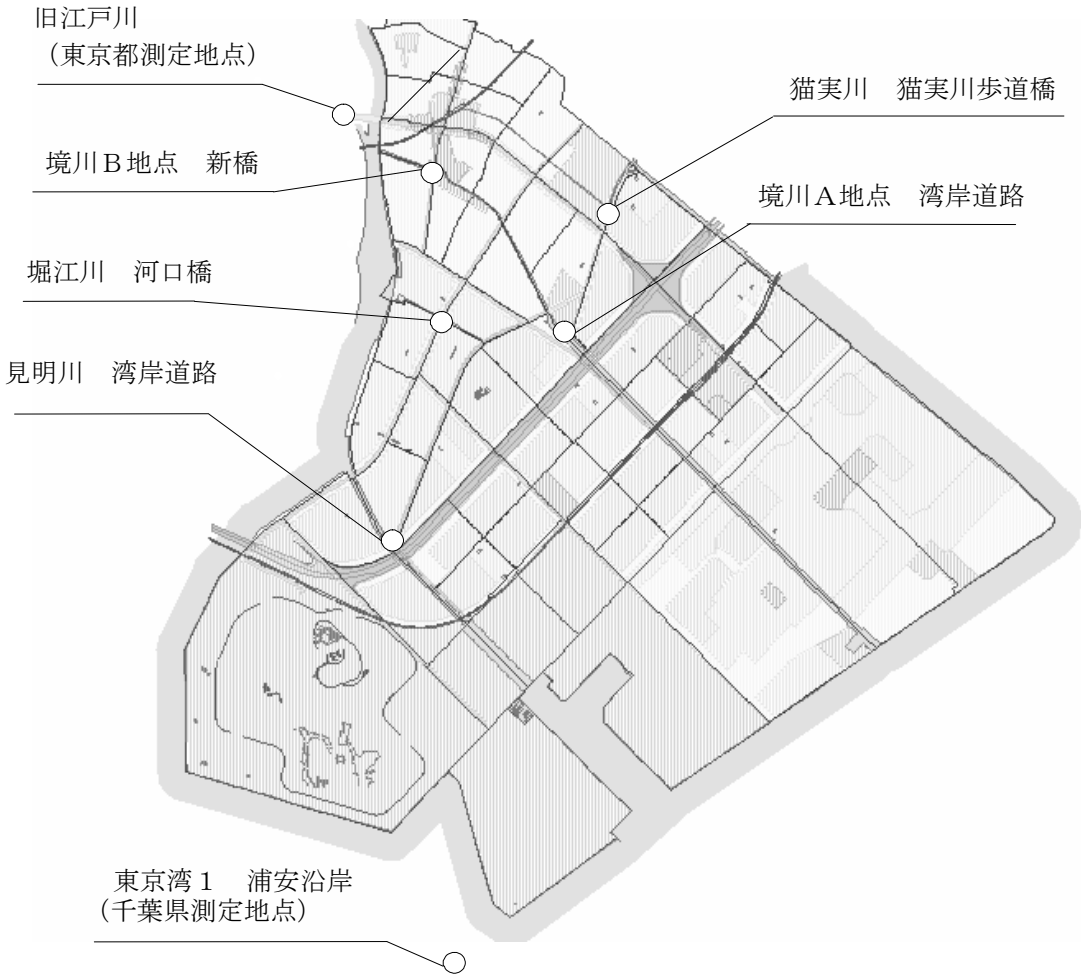 旧江戸川
（東京都測定地点）
猫実川　猫実川歩道橋
境川Ｂ地点　新橋
境川Ａ地点　湾岸道路
堀江川　河口橋
見明川　湾岸道路
東京湾１　浦安沿岸
（千葉県測定地点）